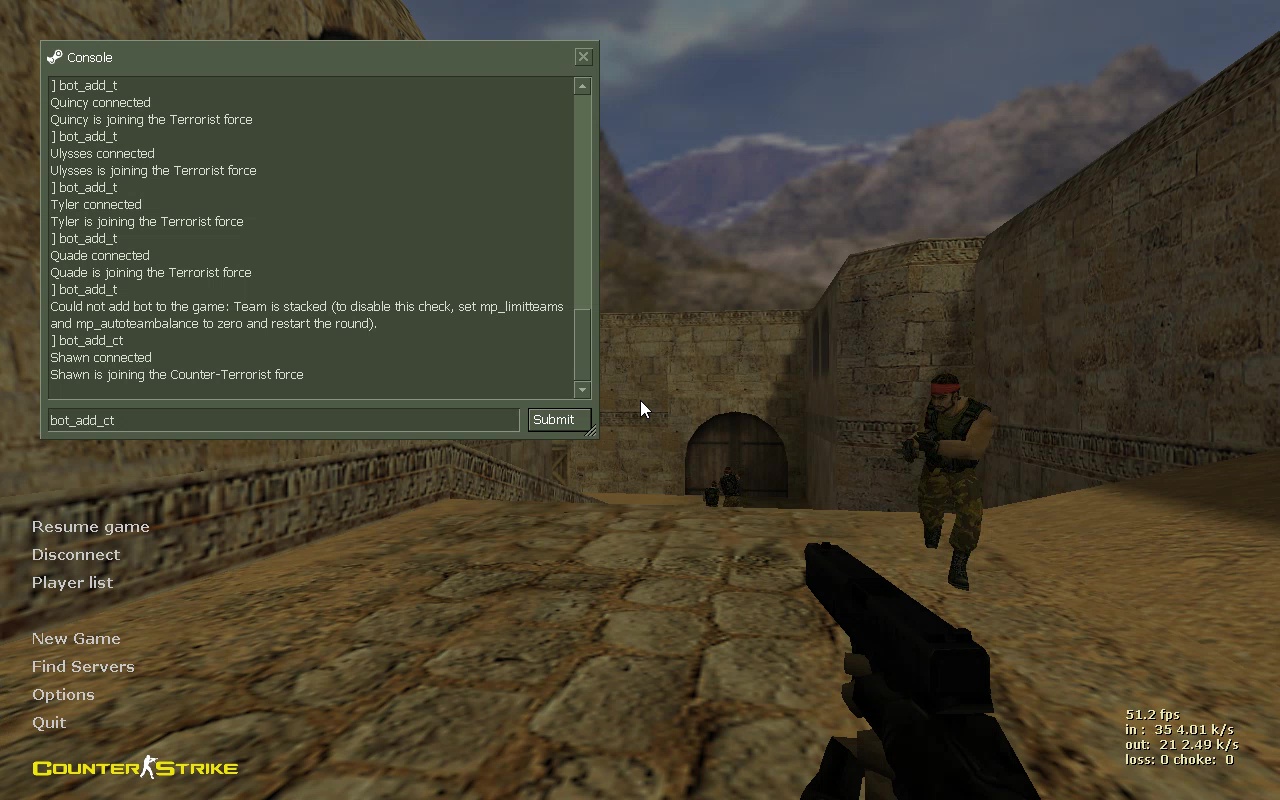 Console
] bot_add_t
Quincy connected
Quincy is joining the Terrorist force
] bot_add_t
Ulysses connected
Ulysses is joining the Terrorist force
] bot_add_t
Tyler connected
Tyler is joining the Terrorist force
] bot_add_t
Quade connected
Quade is joining the Terrorist force
] bot_add_t
Could not add bot to the game: Team is stacked (to disable this check, set mp_limitteams
and mp_autoteambalance to zero and restart the round).
] bot_add_ct
Shawn connected
Shawn is joining the Counter-Terrorist force
bot_add_ct
Submit
Resume game
Disconnect
Player list
New Game
Find Servers
Options
Quit
COUNTER STRIKE
51.2 fps
in : 35 4.01 k/s
out: 21 2.49 k/s
loss: 0 choke: 0